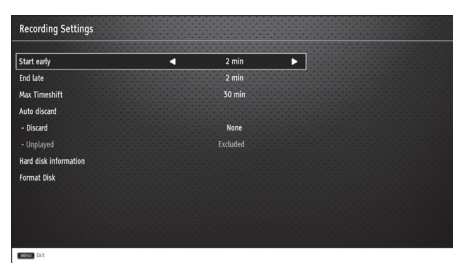 Recording Settings
Start early ◀ 2 min ▶
End late 2 min
Max Timeshift 30 min
Auto discard
- Discard None
- Unplayed Excluded
Hard disk information
Format Disk
MENU Exit